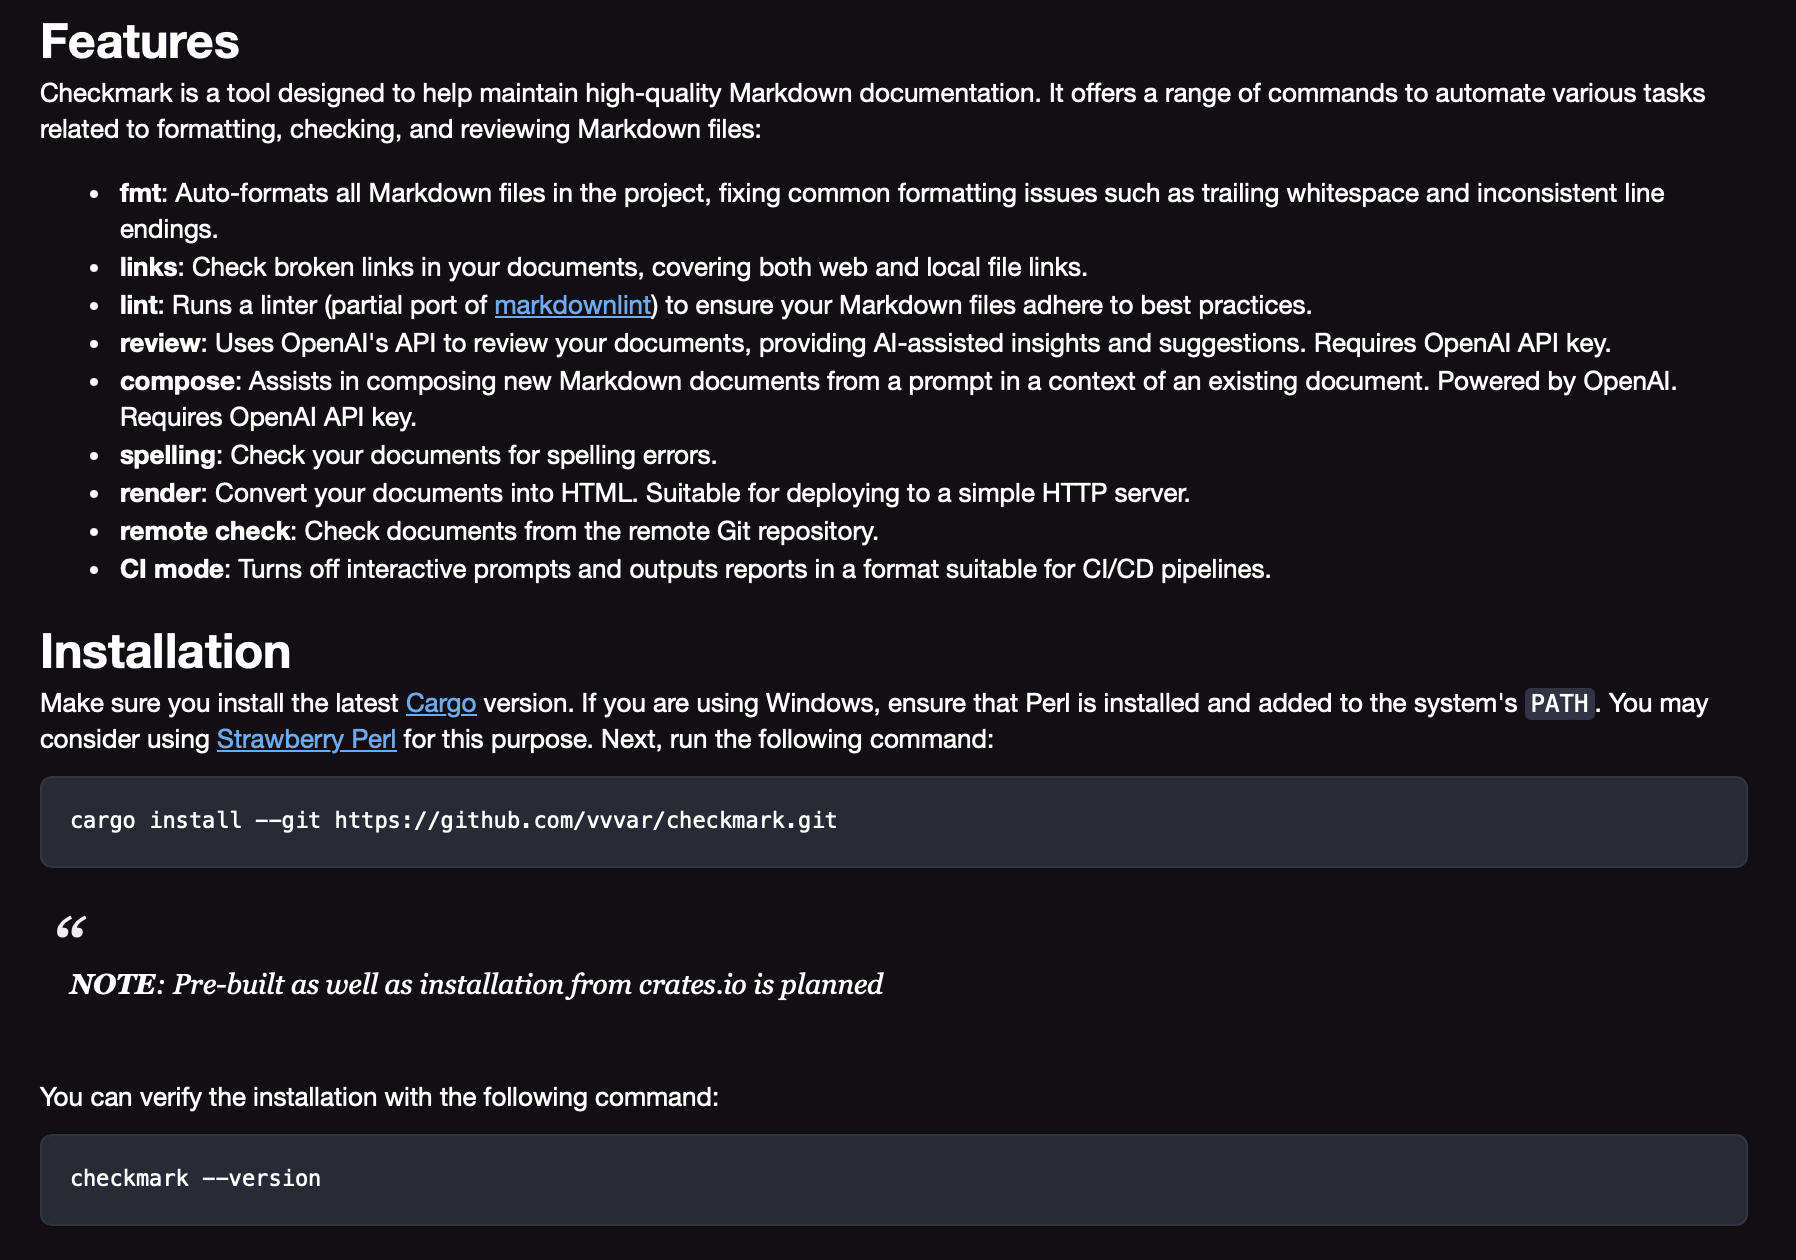 Features
Checkmark is a tool designed to help maintain high-quality Markdown documentation. It offers a range of commands to automate various tasks
related to formatting, checking, and reviewing Markdown files:
• fmt: Auto-formats all Markdown files in the project, fixing common formatting issues such as trailing whitespace and inconsistent line
endings.
• links: Check broken links in your documents, covering both web and local file links.
• lint: Runs a linter (partial port of markdownlint) to ensure your Markdown files adhere to best practices.
• review: Uses OpenAI's API to review your documents, providing AI-assisted insights and suggestions. Requires OpenAI API key.
• compose: Assists in composing new Markdown documents from a prompt in a context of an existing document. Powered by OpenAI.
Requires OpenAI API key.
• spelling: Check your documents for spelling errors.
• render: Convert your documents into HTML. Suitable for deploying to a simple HTTP server.
• remote check: Check documents from the remote Git repository.
• CI mode: Turns off interactive prompts and outputs reports in a format suitable for CI/CD pipelines.
Installation
Make sure you install the latest Cargo version. If you are using Windows, ensure that Perl is installed and added to the system's PATH. You may
consider using Strawberry Perl for this purpose. Next, run the following command:
cargo install --git https://github.com/vvvar/checkmark.git
“
NOTE: Pre-built as well as installation from crates.io is planned
You can verify the installation with the following command:
checkmark --version